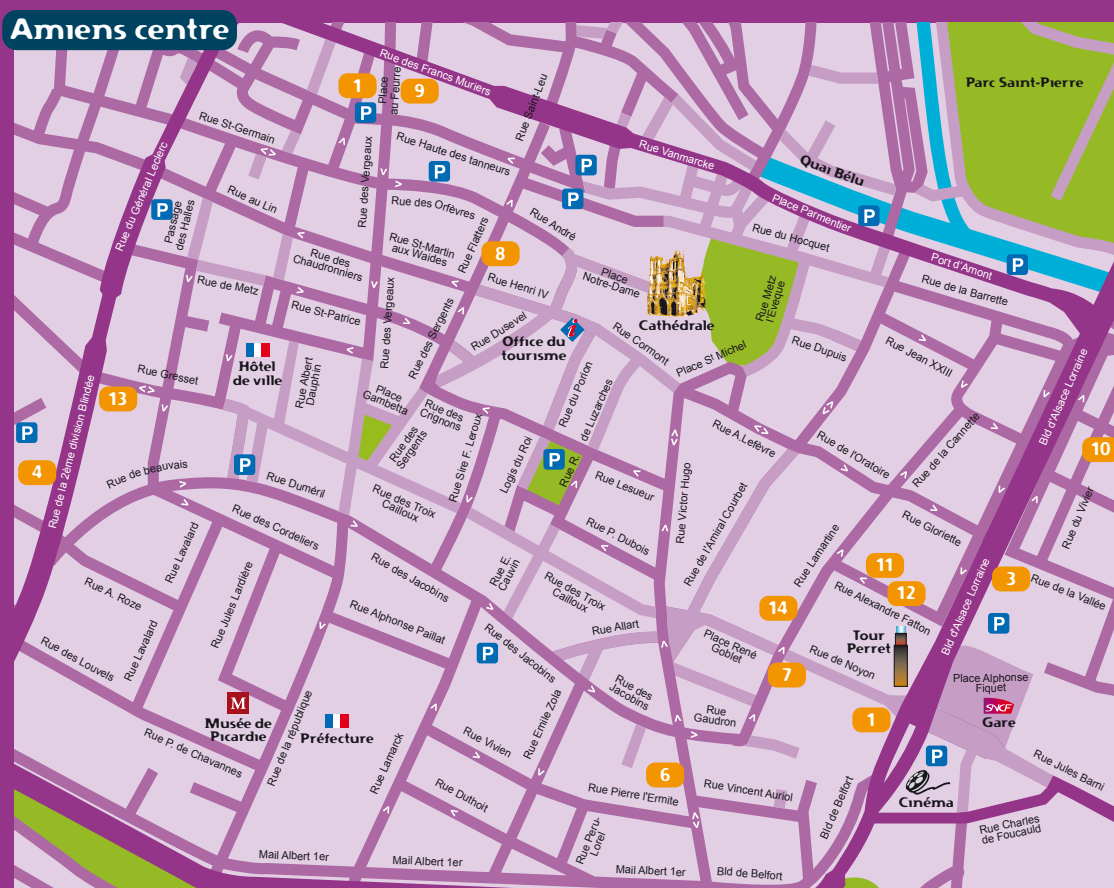 Amiens centre
Rue des Francs Muriers
1
Place
au Feurre
9
P
Rue Saint-Leu
Parc Saint-Pierre
Rue St-Germain
Rue Haute des tanneurs
P
P
Rue Vanmarcke
Quai Bélu
Rue du Général Leclerc
Rue des Vergeaux
P
Place Parmentier
P
Rue au Lin
Passage
des Halles
P
Rue des Orfèvres
Rue André
Rue du Hocquet
Rue St-Martin
aux Waides
Rue Flatters
8
Rue des
Chaudronniers
Port d'Amont
P
Rue de Metz
Rue Henri IV
Place
Notre-Dame
Rue Metz
l'Eveque
Rue de la Barrette
Rue St-Patrice
Rue des Vergeaux
Rue des Sergents
Rue Dusevel
Office du
tourisme
i
Cathédrale
Rue Cormont
Place St Michel
Rue Dupuis
Rue Jean XXIII
Hôtel
de ville
Rue Gresset
13
Rue Albert
Dauphin
Place
Gambetta
Rue des
Crignons
Rue du Porion
Rue R.
de Luzarches
Bld d'Alsace Lorraine
Rue de la 2ème division Blindée
P
4
Rue de beauvais
P
Rue des
Sergents
Rue Sire F. Leroux
Logis du Roi
P
Rue Lesueur
Rue A.Lefèvre
Rue de l'Oratoire
Rue de la Cannette
10
Rue Duméril
Rue des Troix
Cailloux
Rue Victor Hugo
Rue de l'Amiral Courbet
Rue du Vivier
Rue des Cordeliers
Rue P. Dubois
Rue Gloriette
Rue Lavalard
Rue Jules Lardière
Rue des Jacobins
Rue E.
Cauvin
Rue des Troix
Cailloux
Rue Lamartine
11
12
3
Rue de la Vallée
Rue A. Roze
Rue Alexandre Fatton
Bld d'Alsace Lorraine
Rue Lavalard
Rue Alphonse Paillat
Rue Allart
14
P
Rue des Louvels
Rue des Jacobins
P
Place René
Goblet
Tour
Perret
Rue de Noyon
7
Place Alphonse
Fiquet
SNCF
Gare
M
Musée de
Picardie
Préfecture
Rue de la république
Rue des
Jacobins
Rue
Gaudron
1
Rue P. de Chavannes
Rue Lamarck
Rue Vivien
Rue Emile Zola
P
Rue Jules Barni
6
Rue Duthoit
Rue Pierre l'Ermite
Rue Vincent Auriol
Bld de Belfort
Cinéma
Rue Charles
de Foucauld
Rue Peru-
Lorel
Mail Albert 1er
Mail Albert 1er
Mail Albert 1er
Bld de Belfort